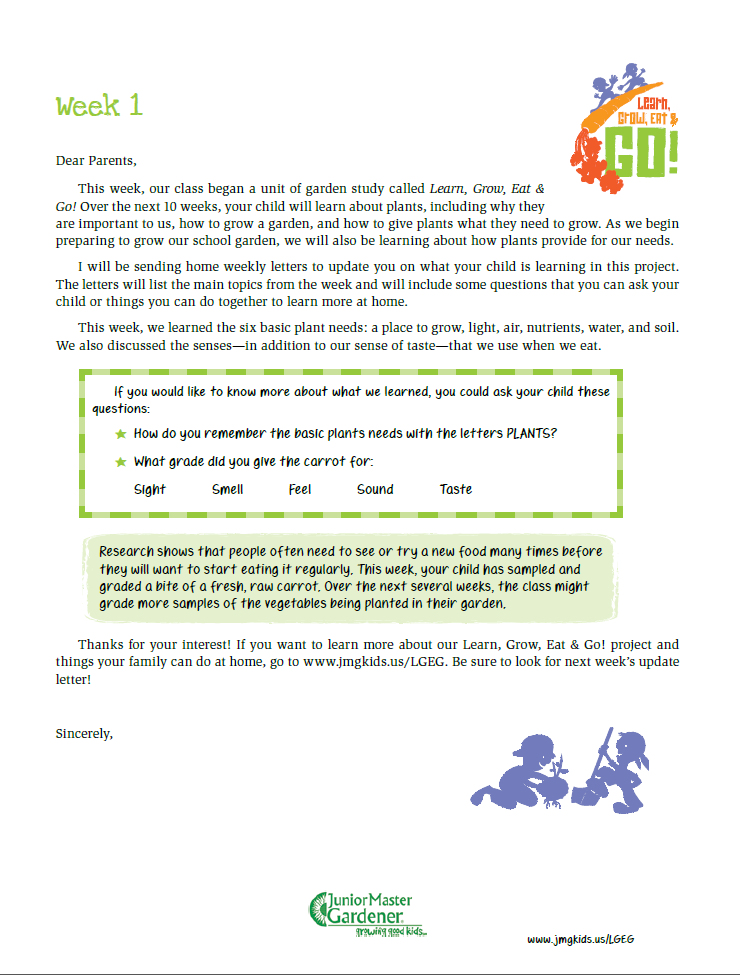 Week 1
Learn,
Grow, Eat &
GO!
Dear Parents,
This week, our class began a unit of garden study called Learn, Grow, Eat &
Go! Over the next 10 weeks, your child will learn about plants, including why they
are important to us, how to grow a garden, and how to give plants what they need to grow. As we begin
preparing to grow our school garden, we will also be learning about how plants provide for our needs.
I will be sending home weekly letters to update you on what your child is learning in this project.
The letters will list the main topics from the week and will include some questions that you can ask your
child or things you can do together to learn more at home.
This week, we learned the six basic plant needs: a place to grow, light, air, nutrients, water, and soil.
We also discussed the senses—in addition to our sense of taste—that we use when we eat.
If you would like to know more about what we learned, you could ask your child these
questions:
How do you remember the basic plants needs with the letters PLANTS?
What grade did you give the carrot for:
Sight Smell Feel Sound Taste
Research shows that people often need to see or try a new food many times before
they will want to start eating it regularly. This week, your child has sampled and
graded a bite of a fresh, raw carrot. Over the next several weeks, the class might
grade more samples of the vegetables being planted in their garden.
Thanks for your interest! If you want to learn more about our Learn, Grow, Eat & Go! project and
things your family can do at home, go to www.jmgkids.us/LGEG. Be sure to look for next week's update
letter!
Sincerely,
Junior Master
Gardener
growing good kids...
www.jmgkids.us/LGEG